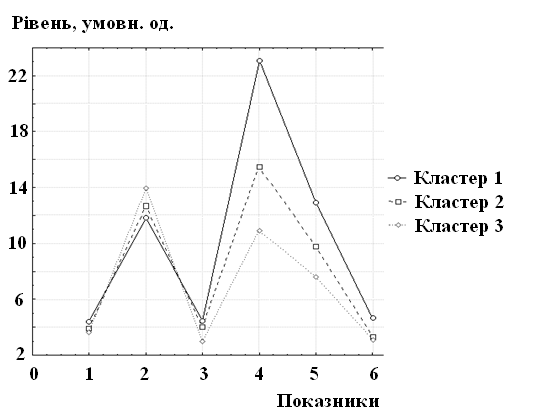 Рівень, умовн. од.
22
18
14
10
6
2
0 1 2 3 4 5 6
Показники
Кластер 1
Кластер 2
Кластер 3